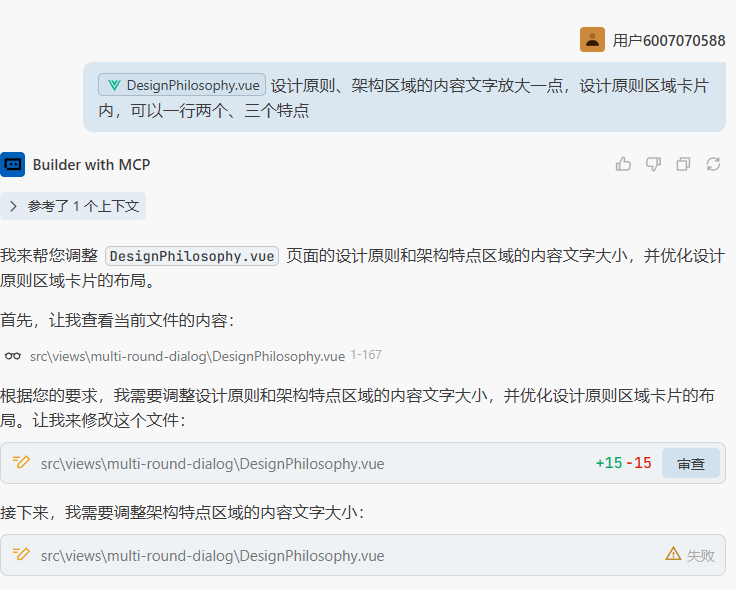 用户6007070588
DesignPhilosophy.vue 设计原则、架构区域的内容文字放大一点，设计原则区域卡片
内，可以一行两个、三个特点
Builder with MCP
参考了 1 个上下文
我来帮您调整 DesignPhilosophy.vue 页面的设计原则和架构特点区域的内容文字大小，并优化设计
原则区域卡片的布局。
首先，让我查看当前文件的内容：
src\views\multi-round-dialog\DesignPhilosophy.vue 1-167
根据您的要求，我需要调整设计原则和架构特点区域的内容文字大小，并优化设计原则区域卡片的布
局。让我来修改这个文件：
src\views\multi-round-dialog\DesignPhilosophy.vue +15 -15 审查
接下来，我需要调整架构特点区域的内容文字大小：
src\views\multi-round-dialog\DesignPhilosophy.vue 失败